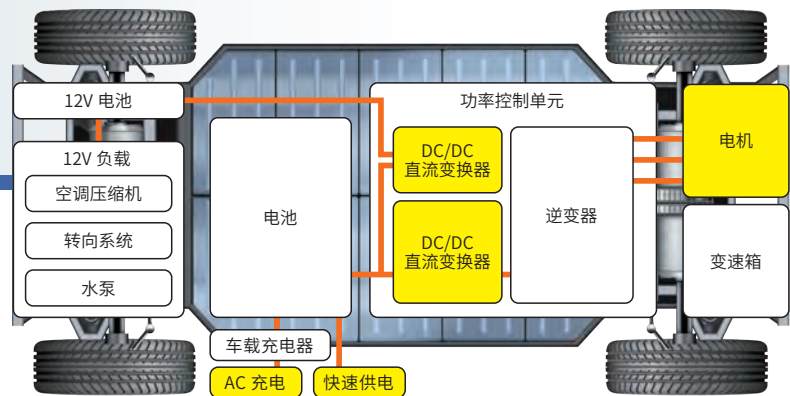 12V 电池
12V 负载
空调压缩机
转向系统
水泵
电池
车载充电器
AC 充电
快速供电
功率控制单元
DC/DC
直流变换器
DC/DC
直流变换器
逆变器
电机
变速箱